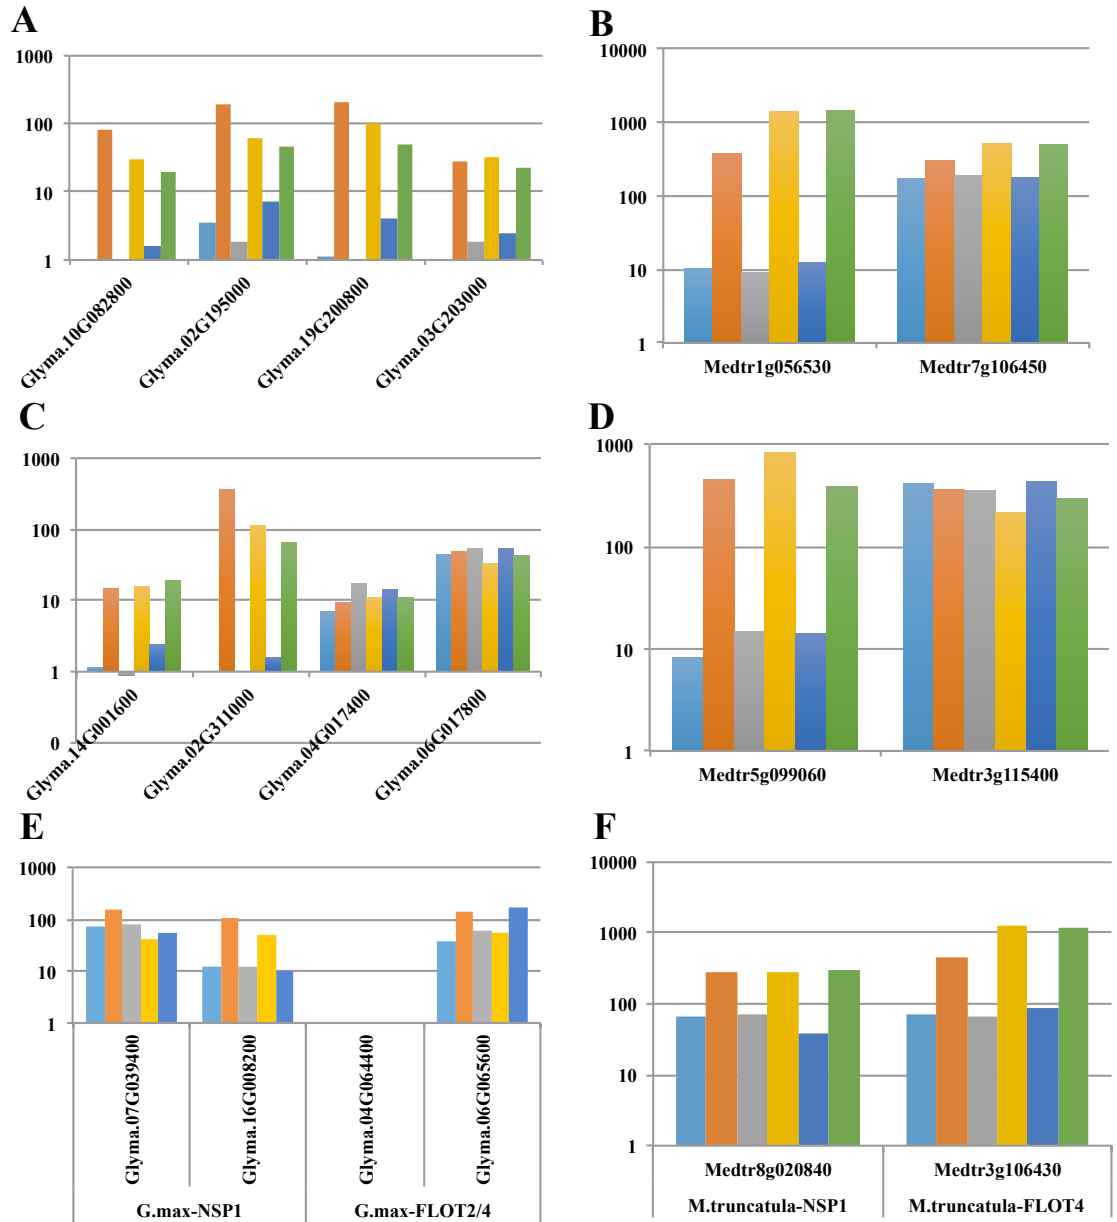 A
1000
100
10
1
Glyma.10G082800
Glyma.02G195000
Glyma.19G200800
Glyma.03G203000
B
10000
1000
100
10
1
Medtr1g056530
Medtr7g106450
C
1000
100
10
1
0
Glyma.14G001600
Glyma.02G311000
Glyma.04G017400
Glyma.06G017800
D
1000
100
10
1
Medtr5g099060
Medtr3g115400
E
1000
100
10
1
Glyma.07G039400
Glyma.16G008200
Glyma.04G064400
Glyma.06G065600
G.max-NSP1
G.max-FLOT2/4
F
10000
1000
100
10
1
Medtr8g020840
Medtr3g106430
M.truncatula-NSP1
M.truncatula-FLOT4